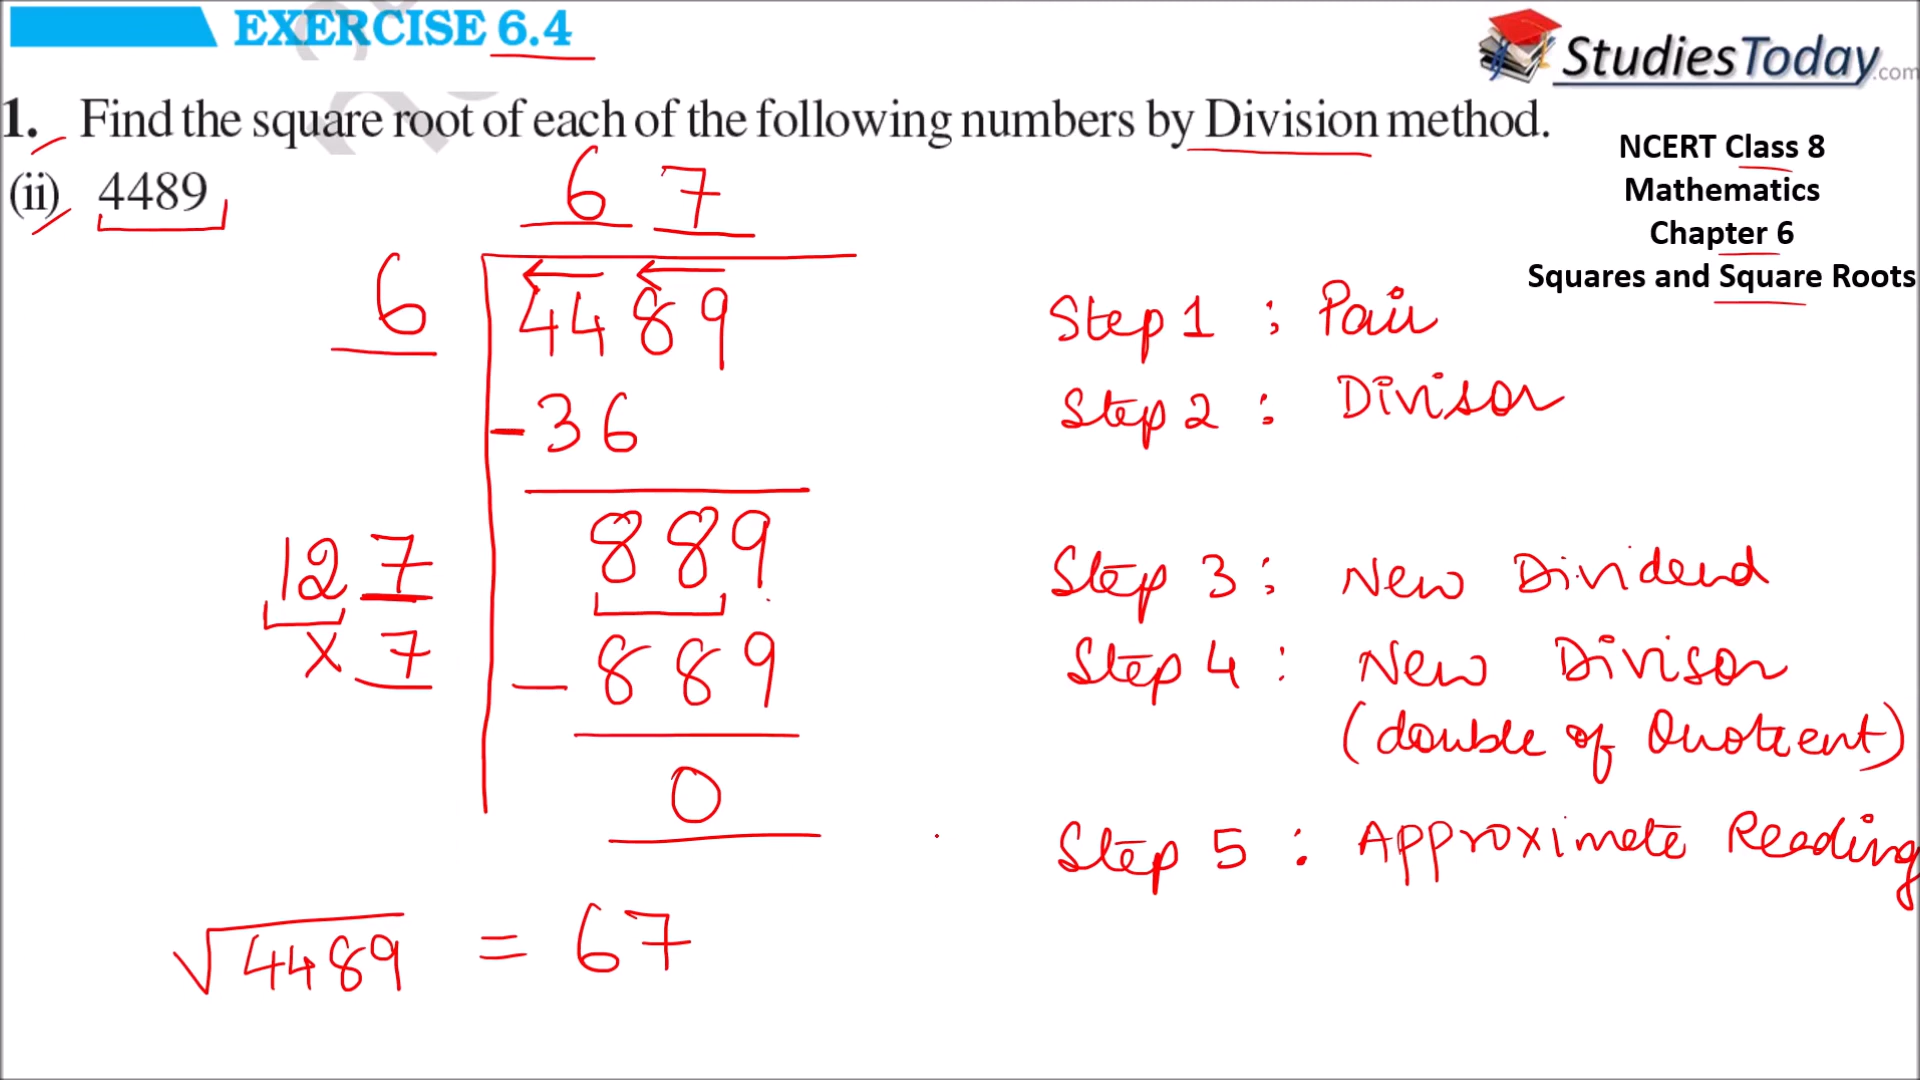 EXERCISE 6.4
StudiesToday.com
1. Find the square root of each of the following numbers by Division method.
NCERT Class 8
Mathematics
Chapter 6
Squares and Square Roots
(ii) 4489
6 7
6 4489
-36
889
127
× 7
- 889
0
√4489 = 67
Step 1 : Pair
Step 2 : Divisor
Step 3 : New Dividend
Step 4 : New Divisor
(double of Quotient)
Step 5 : Approximate Reading